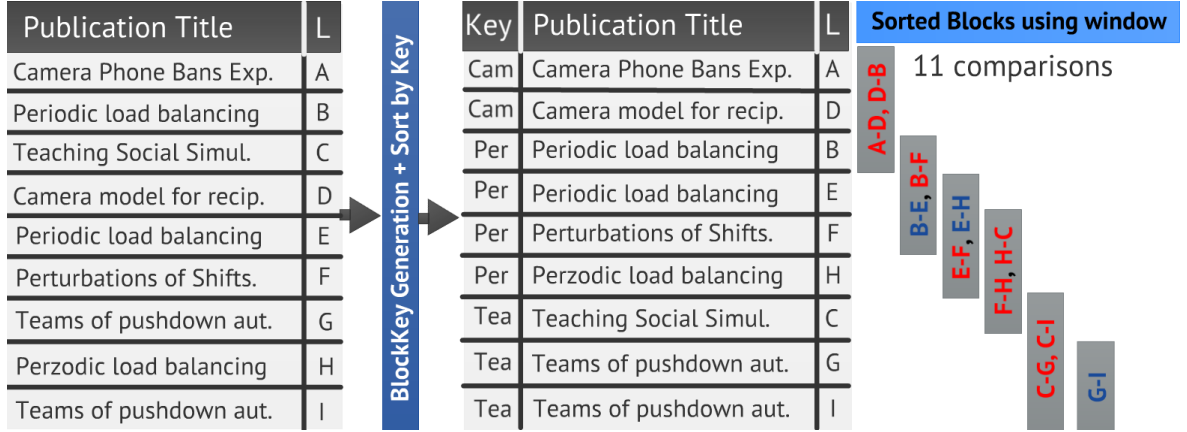 Publication Title L
Camera Phone Bans Exp. A
Periodic load balancing B
Teaching Social Simul. C
Camera model for recip. D
Periodic load balancing E
Perturbations of Shifts. F
Teams of pushdown aut. G
Perzodic load balancing H
Teams of pushdown aut. I
BlockKey Generation + Sort by Key
Key Publication Title L
Cam Camera Phone Bans Exp. A
Cam Camera model for recip. D
Per Periodic load balancing B
Per Periodic load balancing E
Per Perturbations of Shifts. F
Per Perzodic load balancing H
Tea Teaching Social Simul. C
Tea Teams of pushdown aut. G
Tea Teams of pushdown aut. I
Sorted Blocks using window
11 comparisons
A-D, D-B
B-E, B-F
E-F, E-H
F-H, H-C
C-G, C-I
G-I